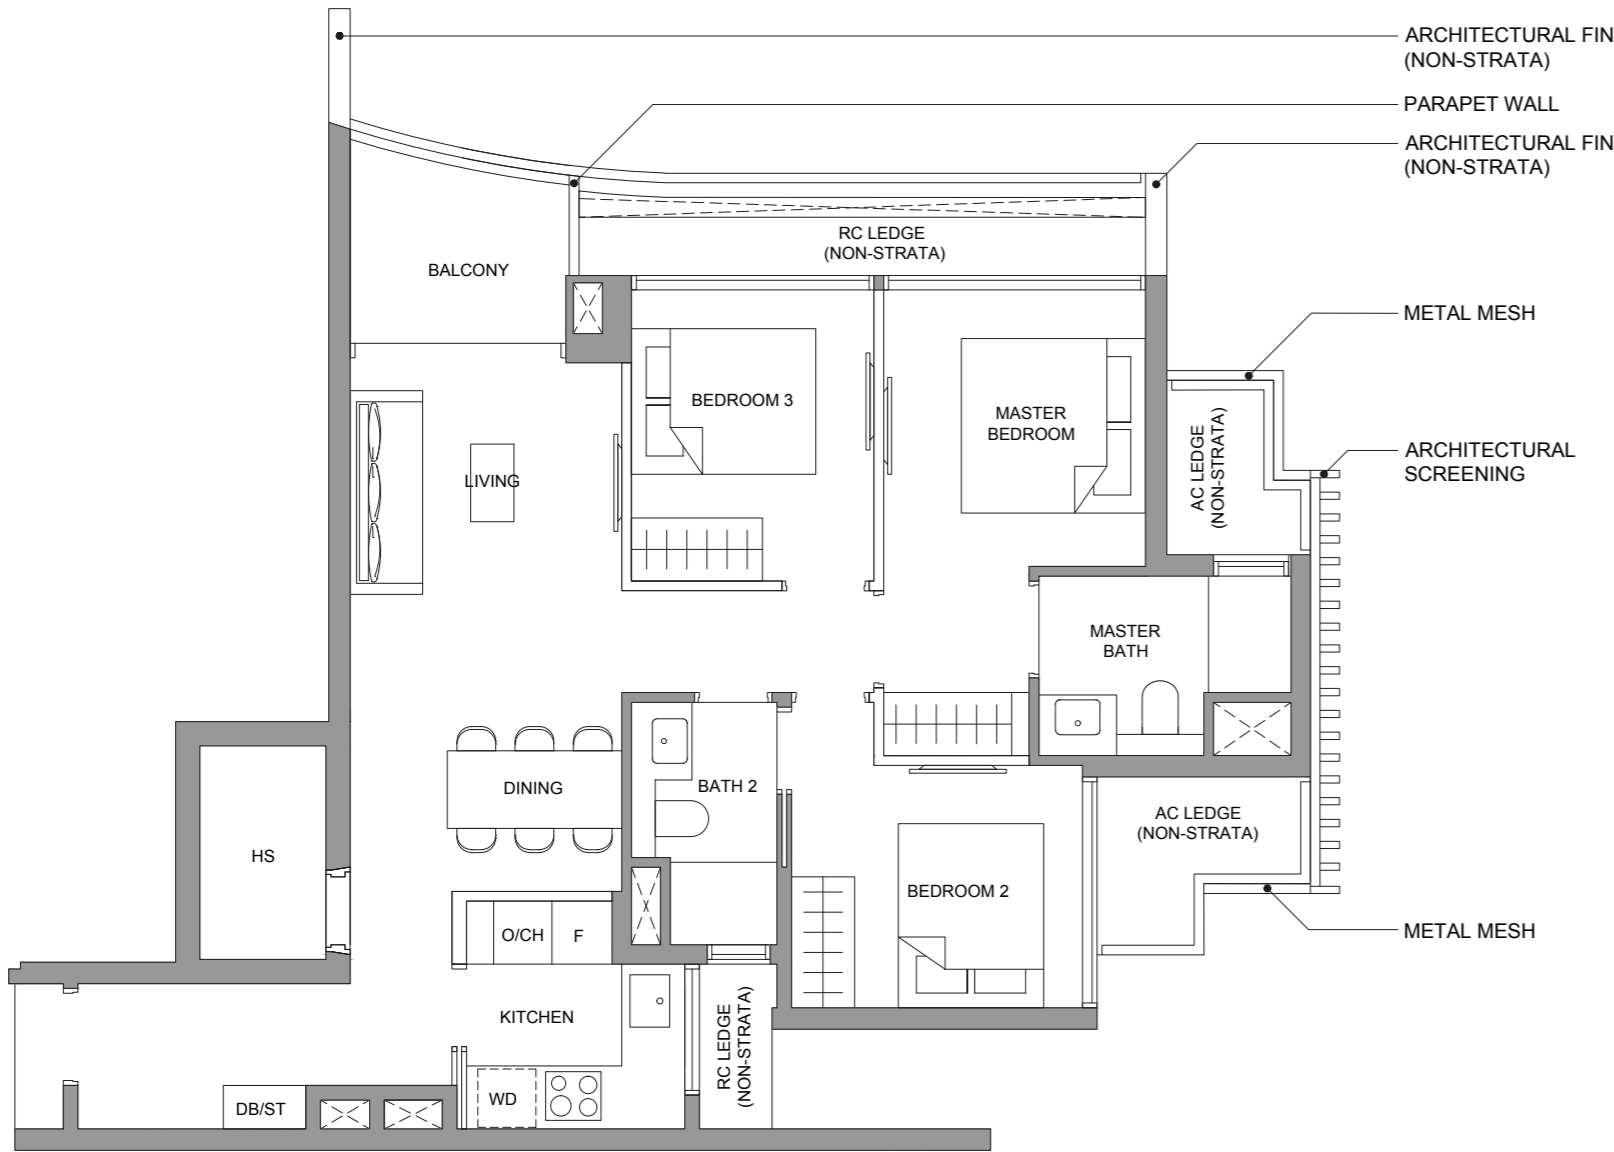 ARCHITECTURAL FIN
(NON-STRATA)
PARAPET WALL
ARCHITECTURAL FIN
(NON-STRATA)
RC LEDGE
(NON-STRATA)
BALCONY
METAL MESH
BEDROOM 3
MASTER
BEDROOM
AC LEDGE
(NON-STRATA)
ARCHITECTURAL
SCREENING
LIVING
MASTER
BATH
DINING
BATH 2
AC LEDGE
(NON-STRATA)
HS
BEDROOM 2
O/CH
F
METAL MESH
KITCHEN
RC LEDGE
(NON-STRATA)
WD
DB/ST